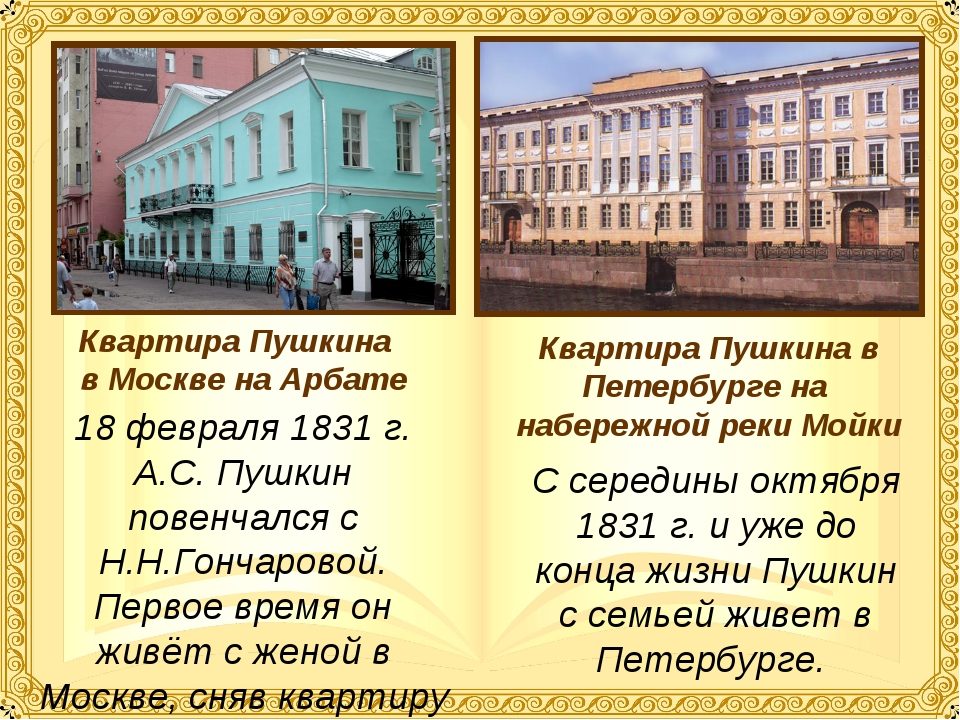 Квартира Пушкина
в Москве на Арбате
18 февраля 1831 г.
А.С. Пушкин
повенчался с
Н.Н.Гончаровой.
Первое время он
живёт с женой в
Москве, сняв квартиру
Квартира Пушкина в
Петербурге на
набережной реки Мойки
С середины октября
1831 г. и уже до
конца жизни Пушкин
с семьей живет в
Петербурге.